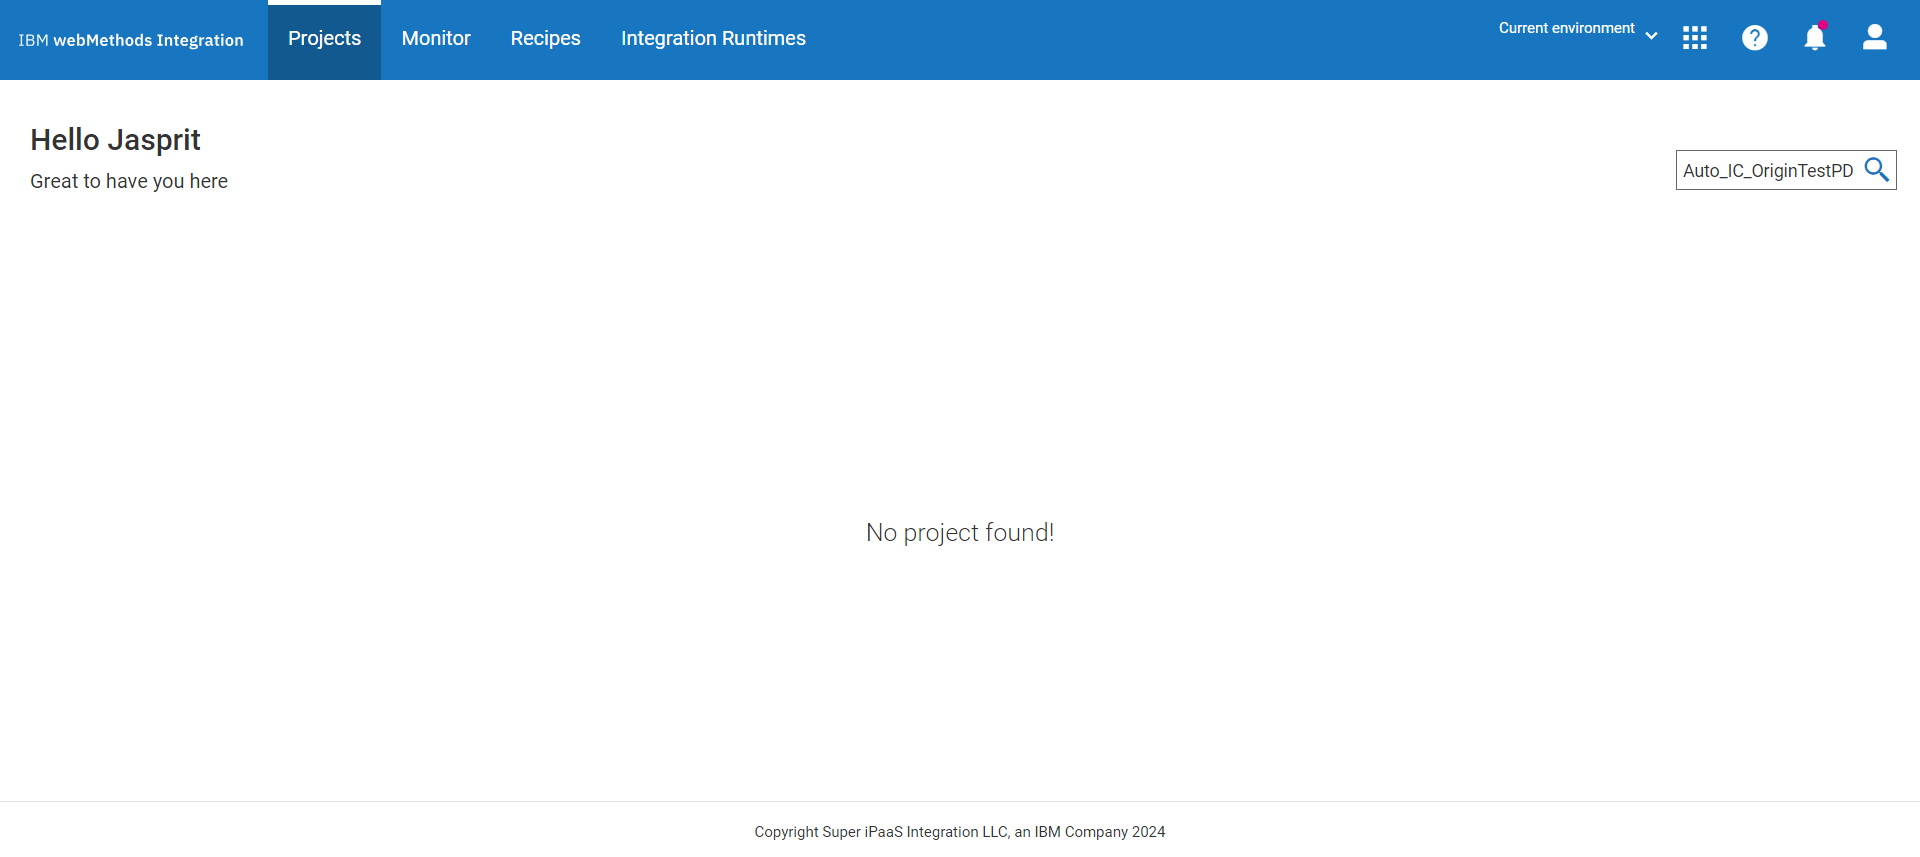 IBM webMethods Integration
Projects
Monitor
Recipes
Integration Runtimes
Current environment
Hello Jasprit
Great to have you here
Auto_IC_OriginTestPD
No project found!
Copyright Super iPaaS Integration LLC, an IBM Company 2024